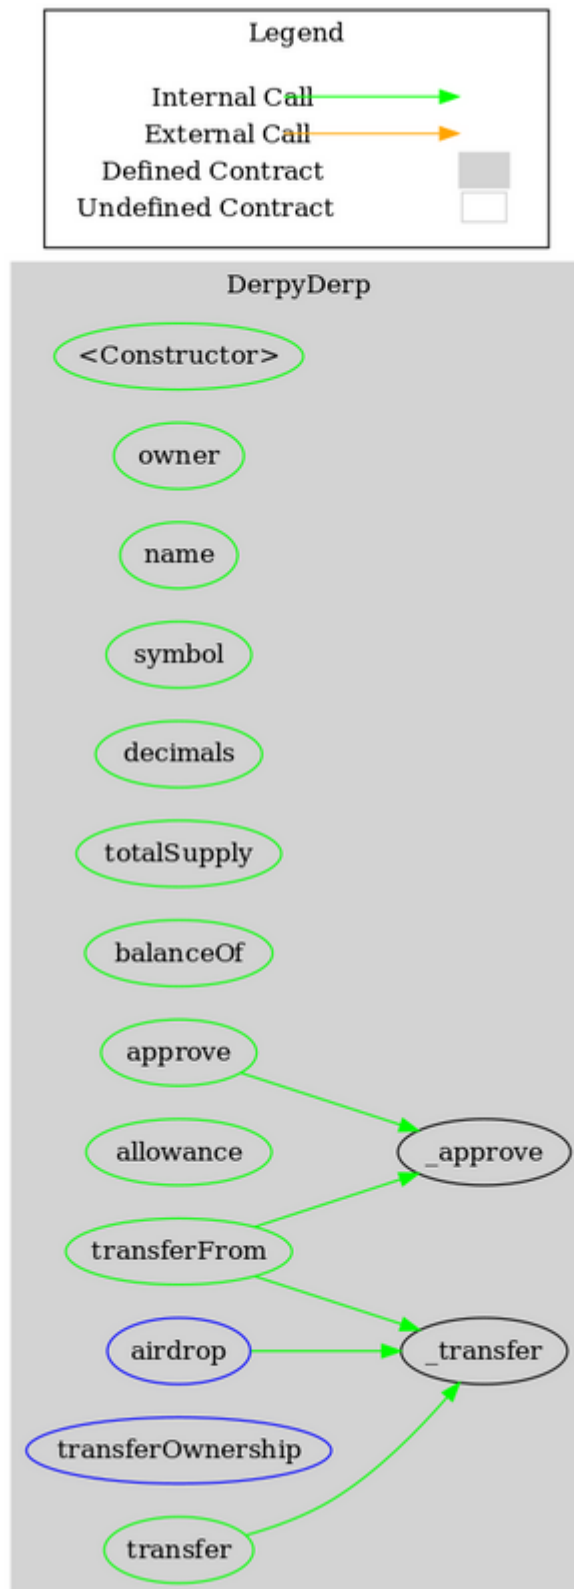 Legend
Internal Call
External Call
Defined Contract
Undefined Contract
DerpyDerp
<Constructor>
owner
name
symbol
decimals
totalSupply
balanceOf
approve
allowance
_approve
transferFrom
airdrop
_transfer
transferOwnership
transfer